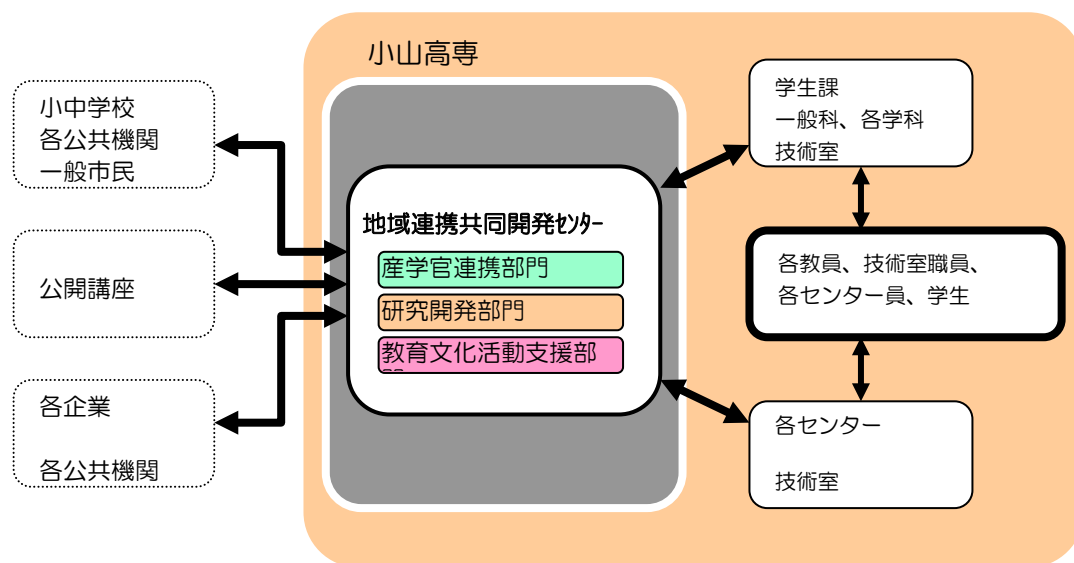 小山高専
小中学校
各公共機関
一般市民
公開講座
各企業
各公共機関
地域連携共同開発ｾﾝﾀｰ
産学官連携部門
研究開発部門
教育文化活動支援部
学生課
一般科、各学科
技術室
各教員、技術室職員、
各センター員、学生
各センター
技術室